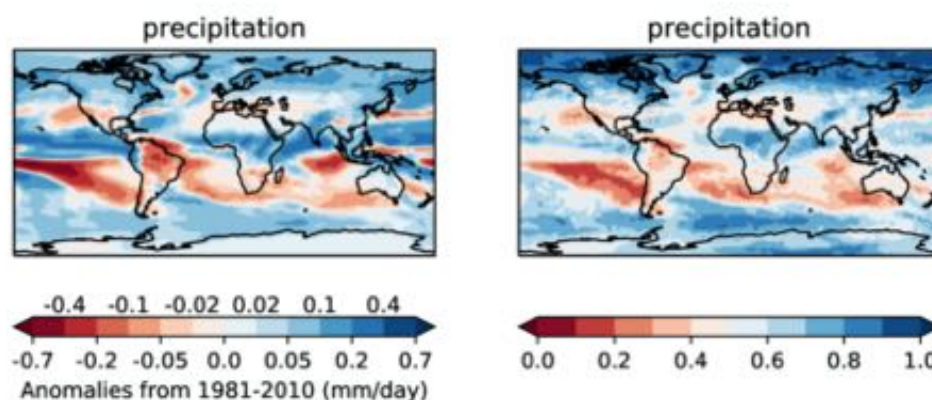 precipitation
precipitation
-0.4 -0.1 -0.02 0.02 0.1 0.4
-0.7 -0.2 -0.05 0.0 0.05 0.2 0.7
Anomalies from 1981-2010 (mm/day)
0.0 0.2 0.4 0.6 0.8 1.0